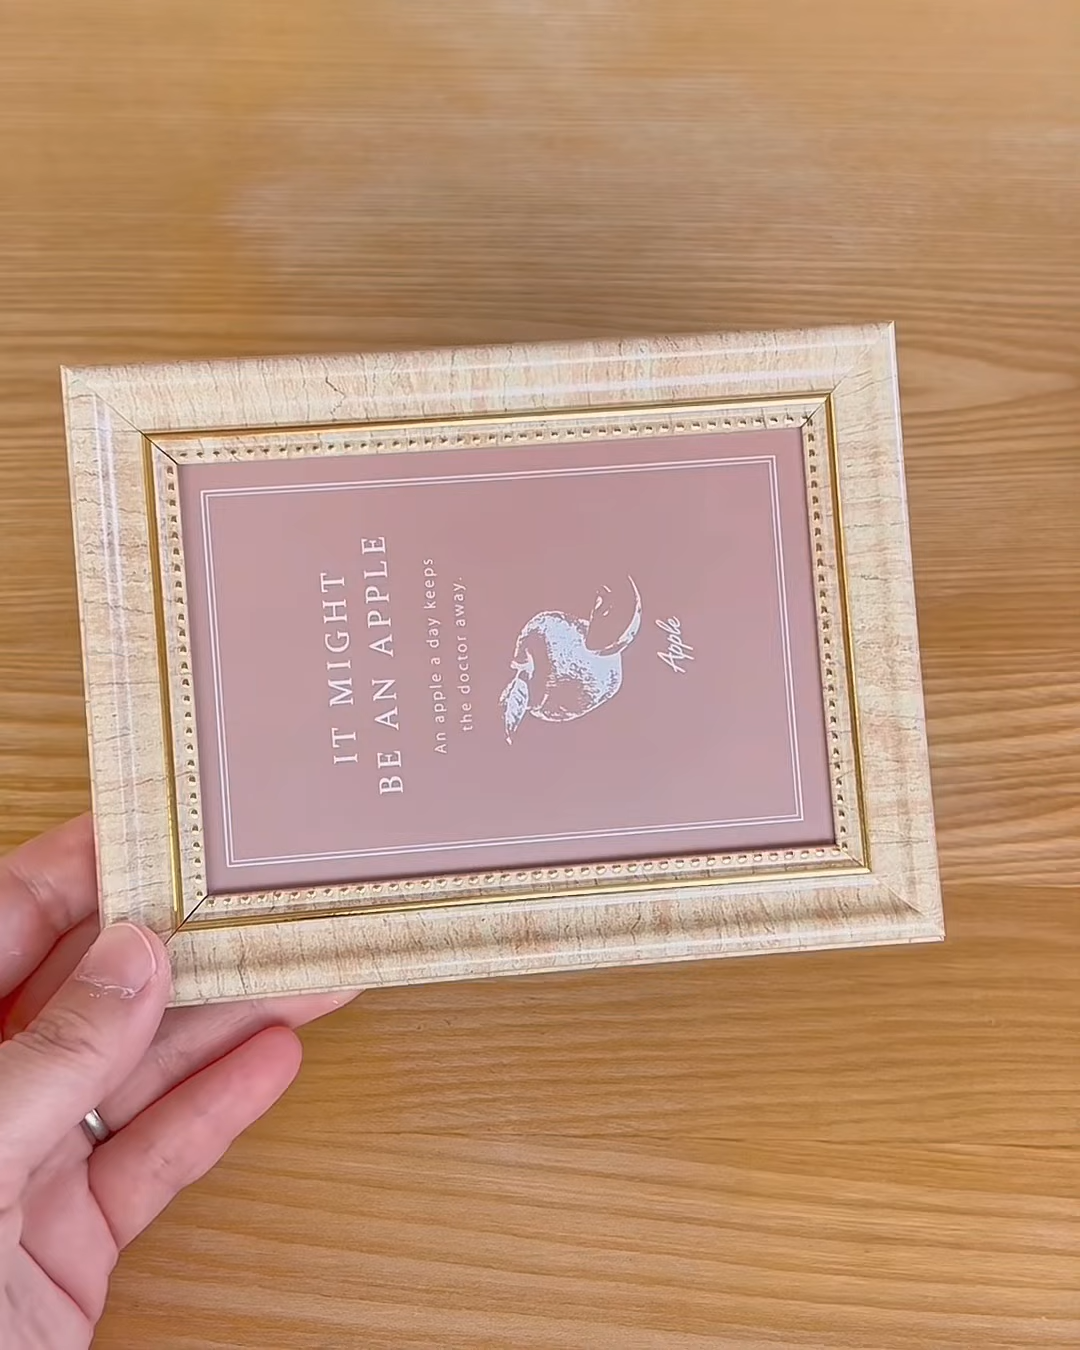 IT MIGHT
BE AN APPLE
An apple a day keeps
the doctor away.
Apple